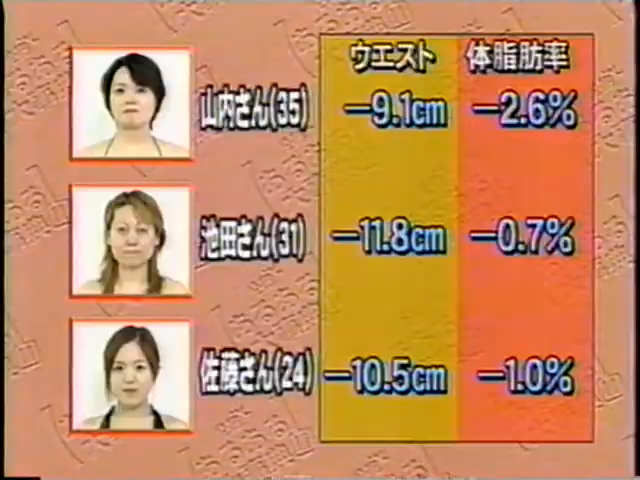 ウエスト 体脂肪率
山内さん(35) －9.1cm －2.6%
池田さん(31) －11.8cm －0.7%
佐藤さん(24) －10.5cm －1.0%